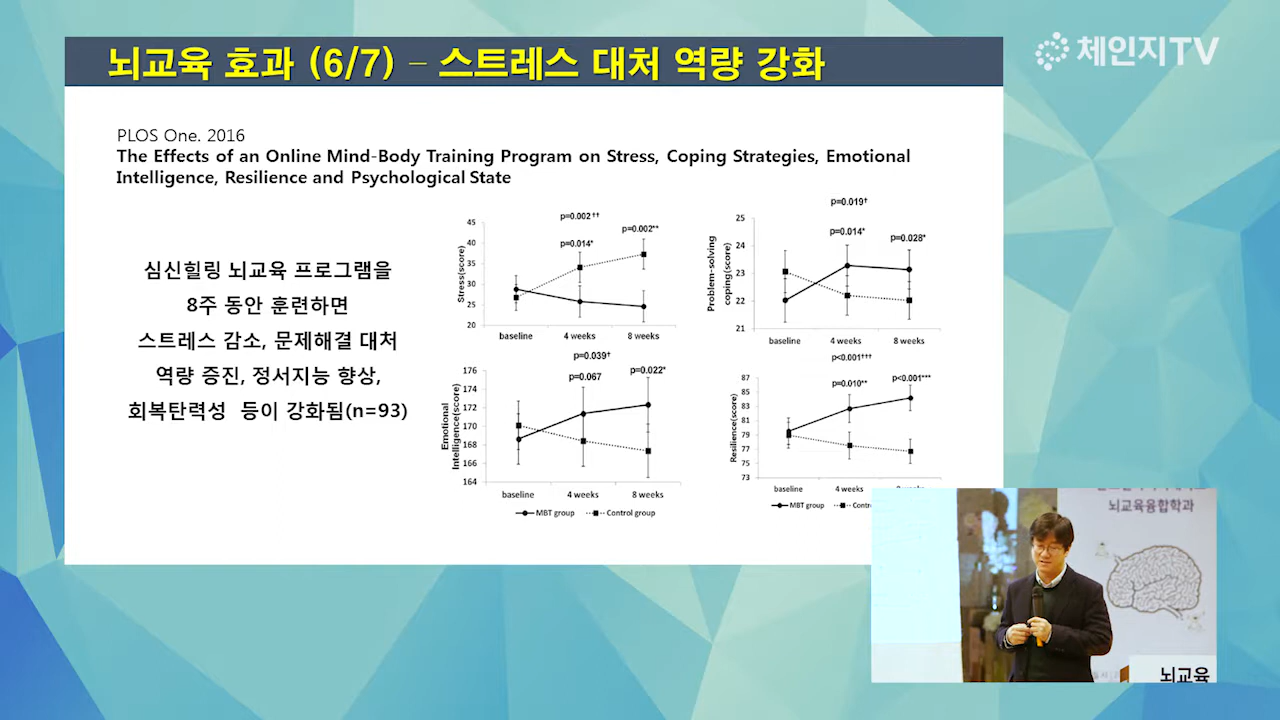 뇌교육 효과 (6/7) – 스트레스 대처 역량 강화
체인지TV
PLOS One. 2016
The Effects of an Online Mind-Body Training Program on Stress, Coping Strategies, Emotional
Intelligence, Resilience and Psychological State
심신힐링 뇌교육 프로그램을
8주 동안 훈련하면
스트레스 감소, 문제해결 대처
역량 증진, 정서지능 향상,
회복탄력성 등이 강화됨(n=93)
p=0.002††
p=0.002**
p=0.014*
Stress(score)
45
40
35
30
25
20
baseline 4 weeks 8 weeks
p=0.019†
p=0.014*
p=0.028*
Problem-solving
coping(score)
25
24
23
22
21
baseline 4 weeks 8 weeks
p=0.039†
p=0.067
p=0.022*
Emotional
Intelligence(score)
176
174
172
170
168
166
164
baseline 4 weeks 8 weeks
MBT group Control group
p<0.001†††
p=0.010**
p<0.001***
Resilience(score)
87
85
83
81
79
77
75
73
baseline 4 weeks
MBT group
뇌교육융합학과
뇌교육